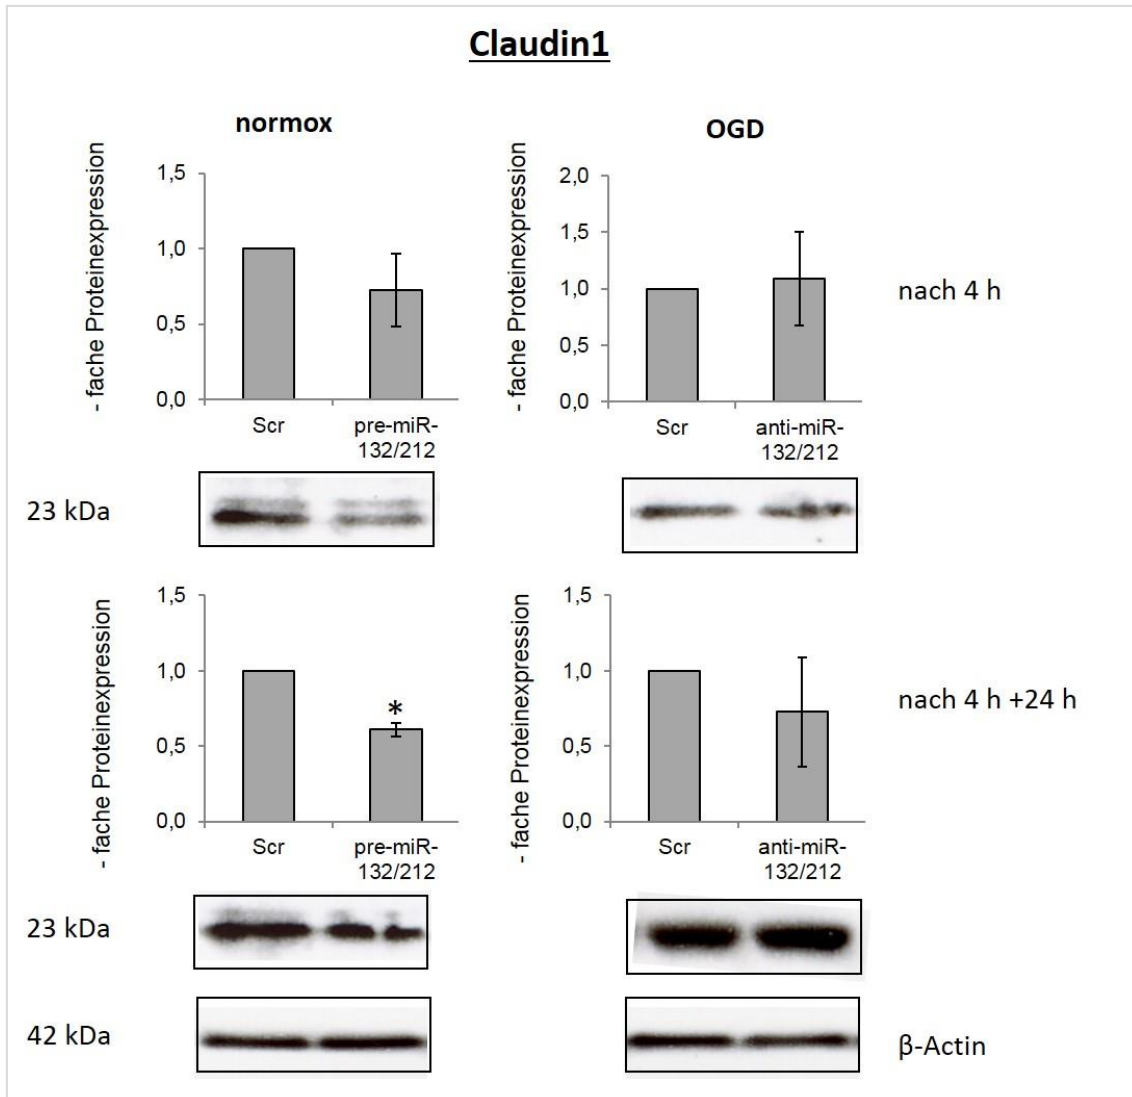 Claudin1
normox
- fache Proteinexpression
1,5
1,0
0,5
0,0
Scr
pre-miR-
132/212
OGD
- fache Proteinexpression
2,0
1,5
1,0
0,5
0,0
Scr
anti-miR-
132/212
nach 4 h
23 kDa
- fache Proteinexpression
1,5
1,0
0,5
0,0
*
Scr
pre-miR-
132/212
- fache Proteinexpression
1,5
1,0
0,5
0,0
Scr
anti-miR-
132/212
nach 4 h +24 h
23 kDa
42 kDa
β-Actin